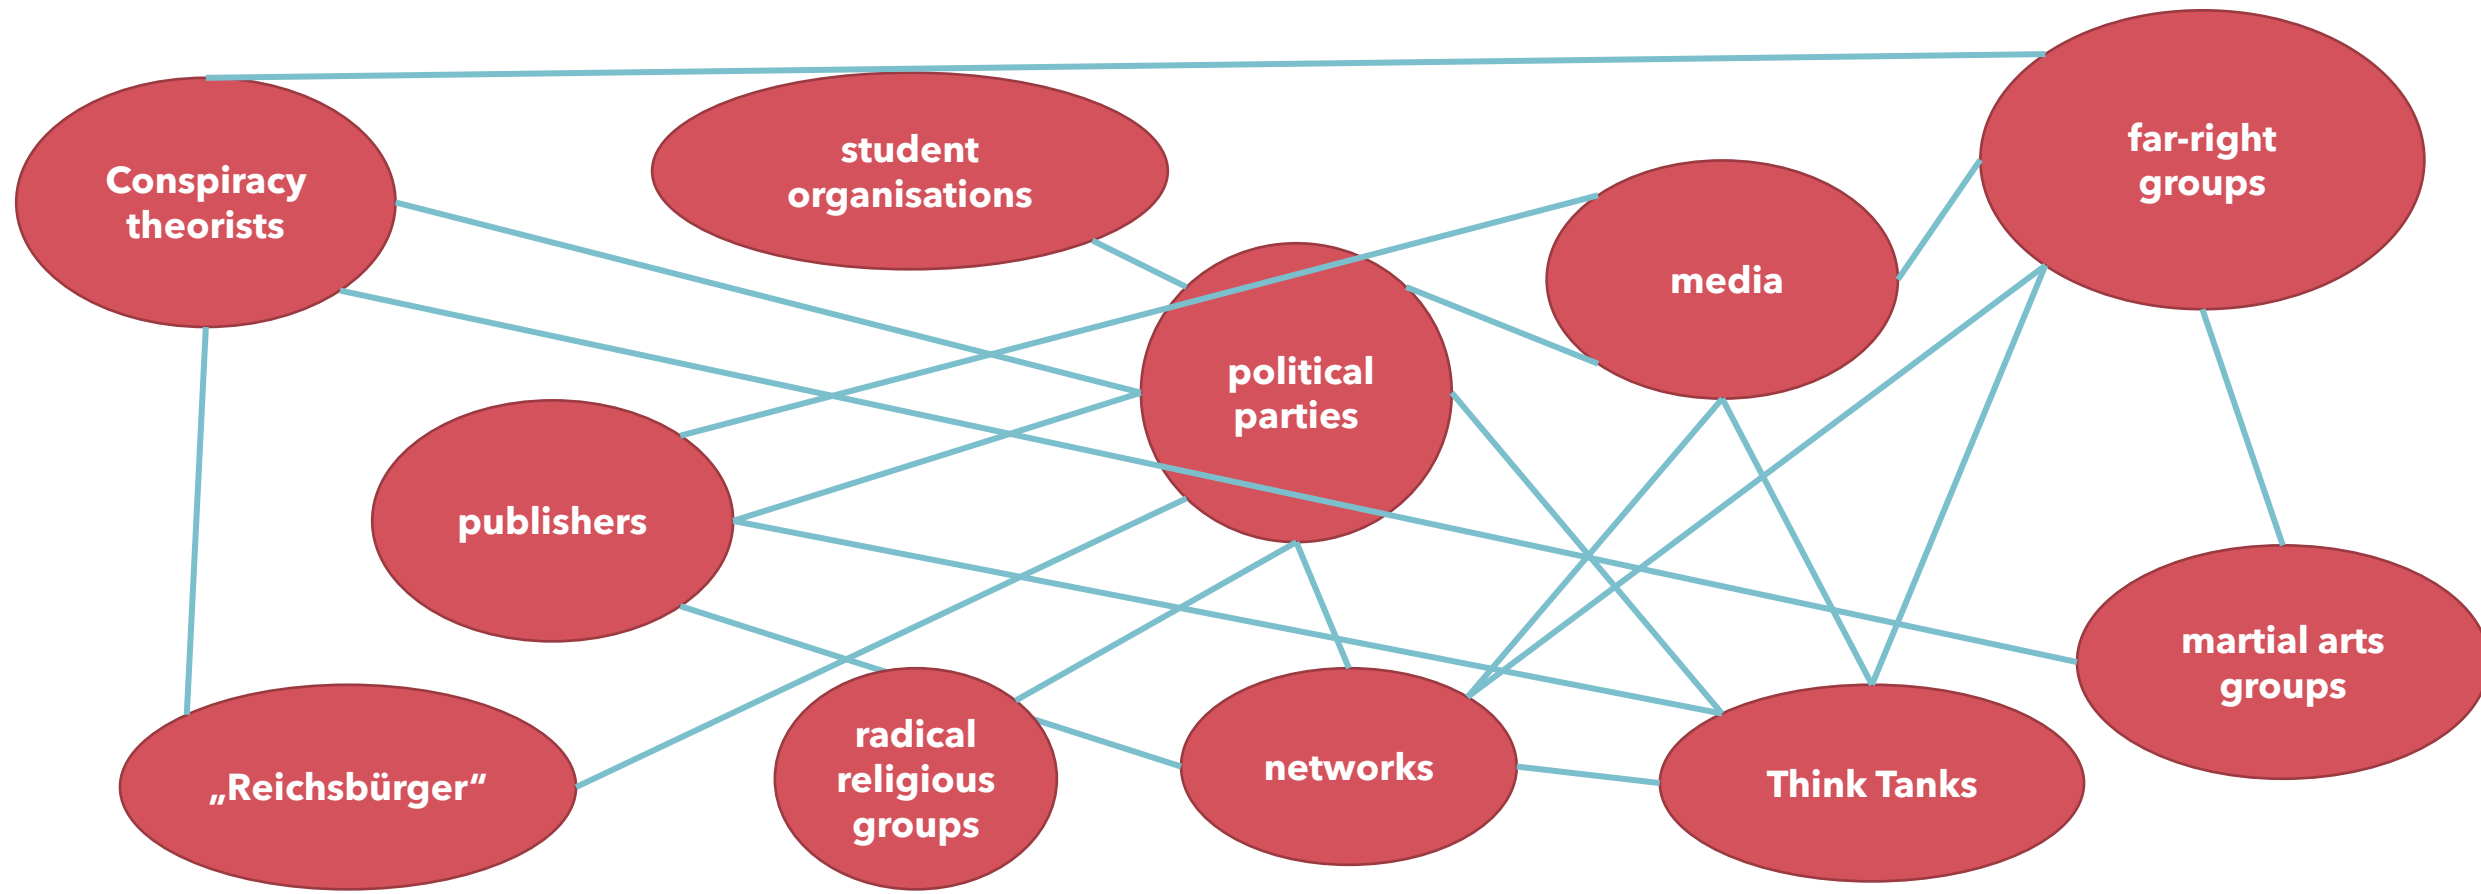 Conspiracy
theorists
student
organisations
far-right
groups
media
political
parties
publishers
martial arts
groups
„Reichsbürger“
radical
religious
groups
networks
Think Tanks